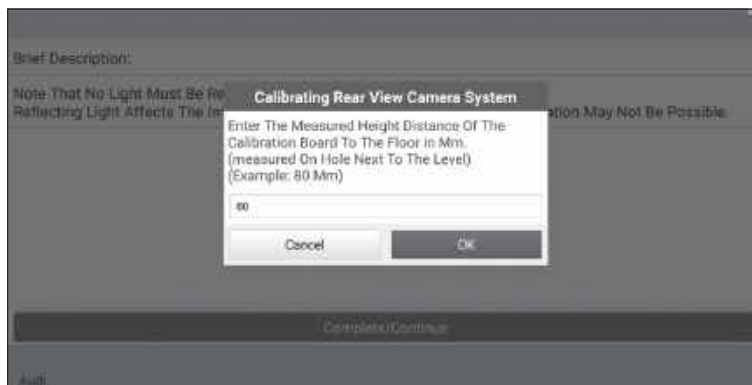 Brief Description:
Note That No Light Must Be Re
Reflecting Light Affects The Im
ation May Not Be Possible.
Calibrating Rear View Camera System
Enter The Measured Height Distance Of The
Calibration Board To The Floor in Mm.
(measured On Hole Next To The Level)
(Example: 80 Mm)
80
Cancel
OK
Complete/Continue
Audi